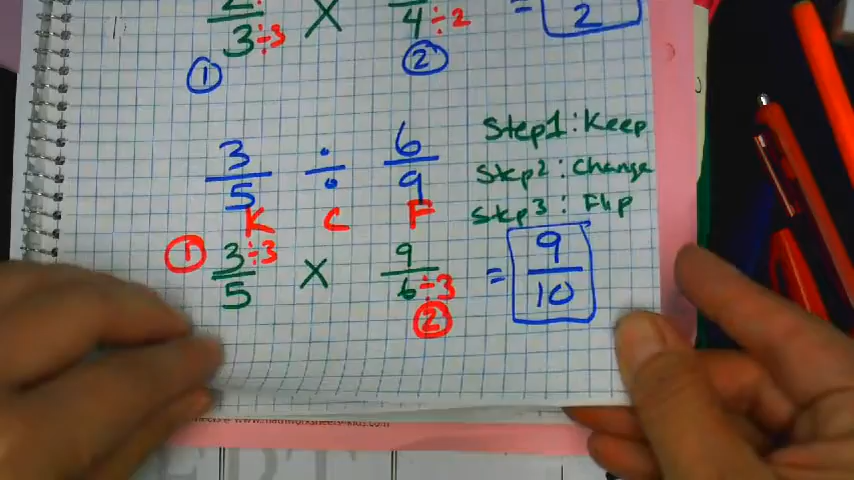 2/3 ÷3 × 4 ÷2 = 2
① ②
3/5 ÷ 6/9
K C F
Step1: Keep
Step2: Change
Step3: Flip
① 3÷3/5 × 9/6÷3 ② = 9/10